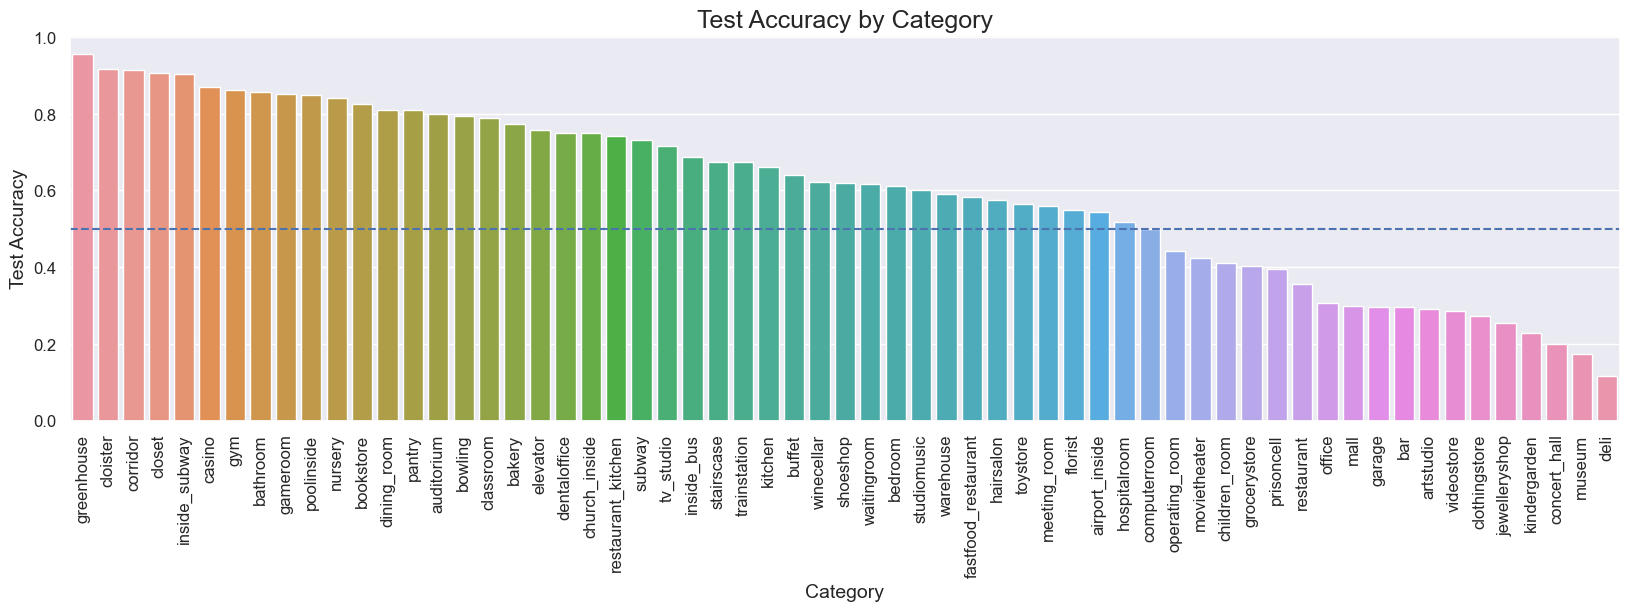 Test Accuracy by Category
Test Accuracy
1.0
0.8
0.6
0.4
0.2
0.0
greenhouse
cloister
corridor
closet
inside_subway
casino
gym
bathroom
gameroom
poolinside
nursery
bookstore
dining_room
pantry
auditorium
bowling
classroom
bakery
elevator
dentaloffice
church_inside
restaurant_kitchen
subway
tv_studio
inside_bus
stairscase
trainstation
kitchen
buffet
winecellar
shoeshop
waitingroom
bedroom
studiomusic
warehouse
fastfood_restaurant
hairsalon
toystore
meeting_room
florist
airport_inside
hospitalroom
computerroom
operating_room
movietheater
children_room
grocerystore
prisoncell
restaurant
office
mall
garage
bar
artstudio
videostore
clothingstore
jewelleryshop
kindergarden
concert_hall
museum
deli
Category